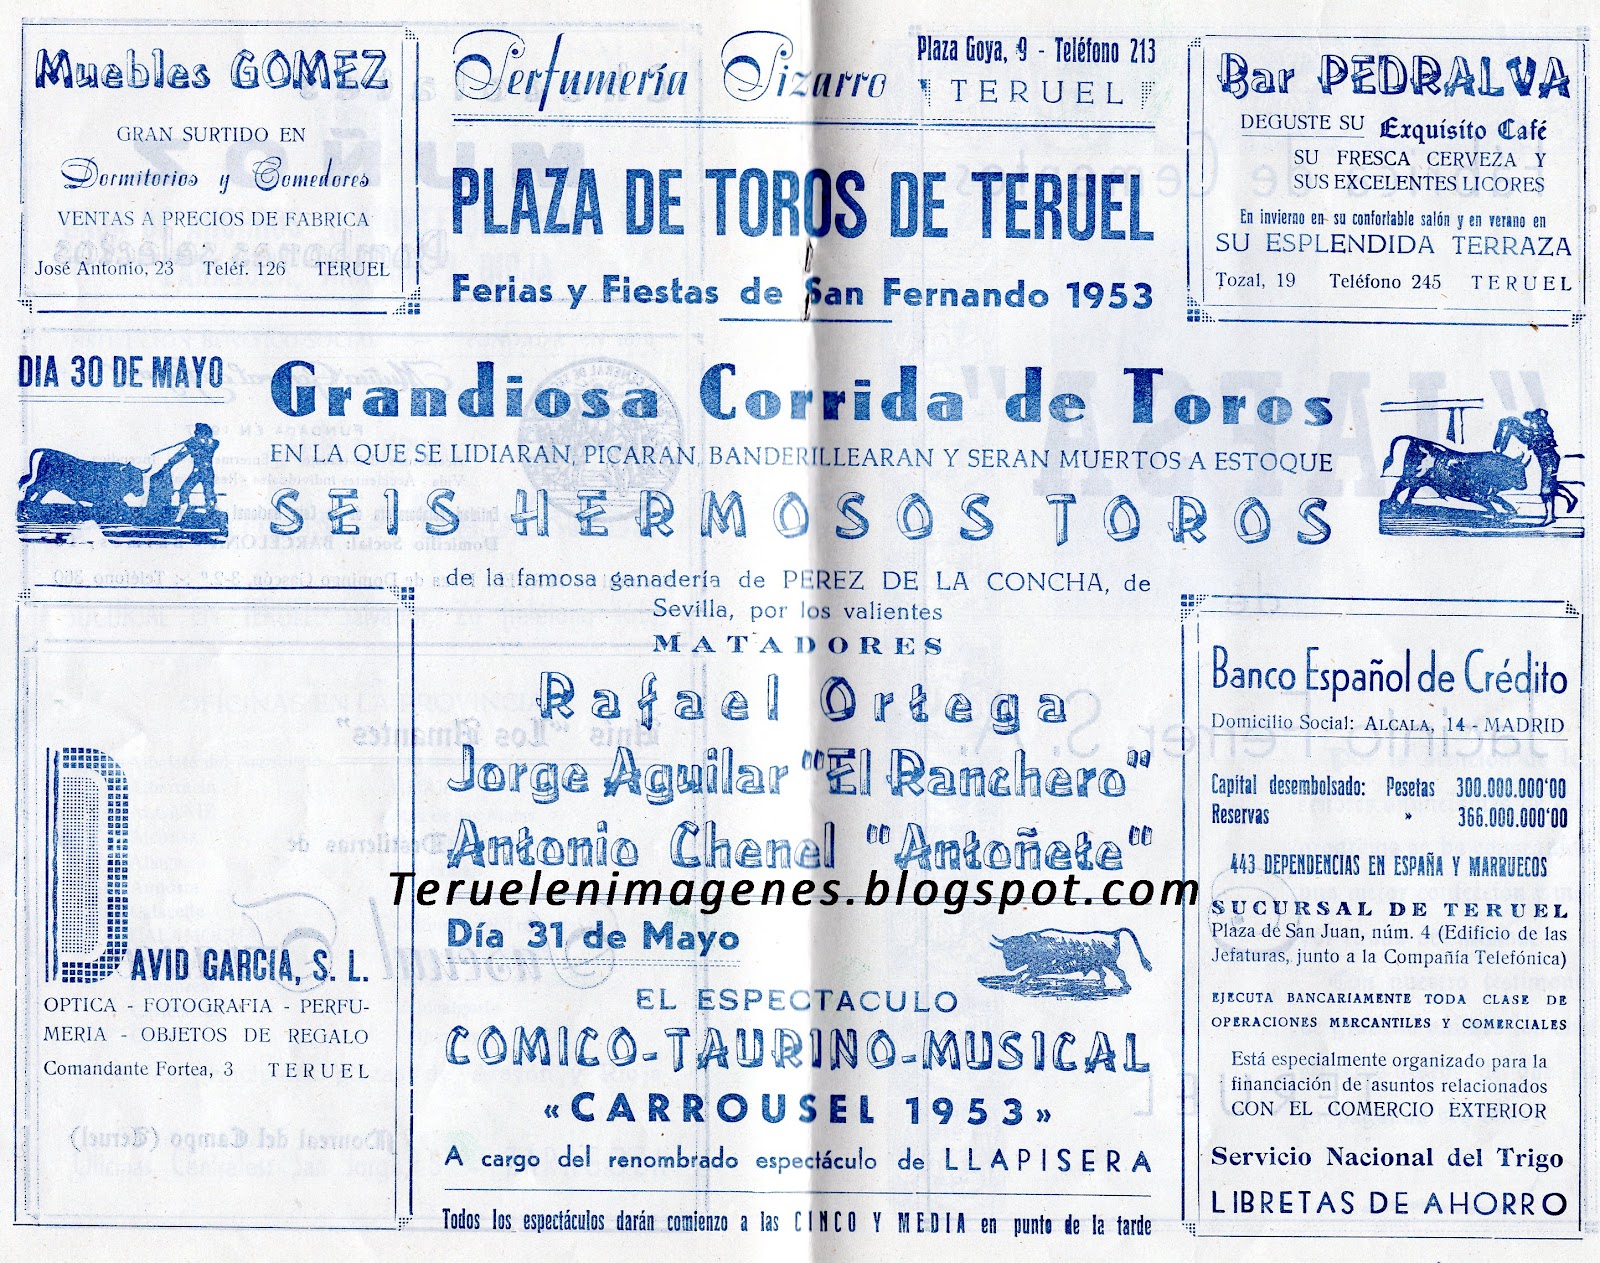 Muebles GOMEZ
GRAN SURTIDO EN
Dormitorios y Comedores
VENTAS A PRECIOS DE FABRICA
José Antonio, 23 Teléf. 126 TERUEL
Perfumería Pizarro
Plaza Goya, 9 - Teléfono 213
TERUEL
Bar PEDRALVA
DEGUSTE SU Exquísito Café
SU FRESCA CERVEZA Y
SUS EXCELENTES LICORES
En invierno en su confortable salón y en verano en
SU ESPLENDIDA TERRAZA
Tozal, 19 Teléfono 245 TERUEL
PLAZA DE TOROS DE TERUEL
Ferias y Fiestas de San Fernando 1953
DIA 30 DE MAYO
Grandiosa Corrida de Toros
EN LA QUE SE LIDIARAN, PICARAN, BANDERILLEARAN Y SERAN MUERTOS A ESTOQUE
SEIS HERMOSOS TOROS
de la famosa ganadería de PEREZ DE LA CONCHA, de
Sevilla, por los valientes
MATADORES
Rafael Ortega
Jorge Aguilar "El Ranchero"
Antonio Chenel "Antoñete"
Teruelenimagenes.blogspot.com
Día 31 de Mayo
EL ESPECTACULO
COMICO-TAURINO-MUSICAL
«CARROUSEL 1953»
A cargo del renombrado espectáculo de LLAPISERA
Todos los espectáculos darán comienzo a las CINCO Y MEDIA en punto de la tarde
DAVID GARCIA, S. L.
OPTICA - FOTOGRAFIA - PERFU-
MERIA - OBJETOS DE REGALO
Comandante Fortea, 3 TERUEL
Banco Español de Crédito
Domicilio Social: ALCALA, 14 - MADRID
Capital desembolsado: Pesetas 300.000.000'00
Reservas » 366.000.000'00
443 DEPENDENCIAS EN ESPAÑA Y MARRUECOS
SUCURSAL DE TERUEL
Plaza de San Juan, núm. 4 (Edificio de las
Jefaturas, junto a la Compañía Telefónica)
EJECUTA BANCARIAMENTE TODA CLASE DE
OPERACIONES MERCANTILES Y COMERCIALES
Está especialmente organizado para la
financiación de asuntos relacionados
CON EL COMERCIO EXTERIOR
Servicio Nacional del Trigo
LIBRETAS DE AHORRO